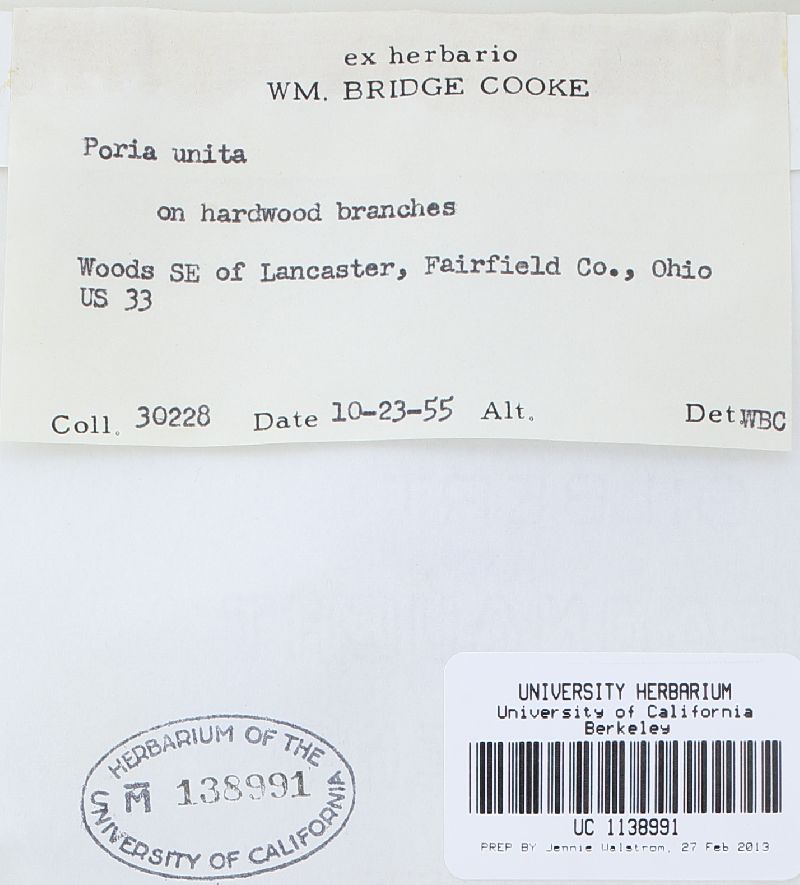 ex herbario
WM. BRIDGE COOKE
Poria unita
on hardwood branches
Woods SE of Lancaster, Fairfield Co., Ohio
US 33
Coll. 30228 Date 10-23-55 Alt. Det WBC
HERBARIUM OF THE
M̅ 138991
UNIVERSITY OF CALIFORNIA
UNIVERSITY HERBARIUM
University of California
Berkeley
UC 1138991
PREP BY Jennie Walstrom, 27 Feb 2013